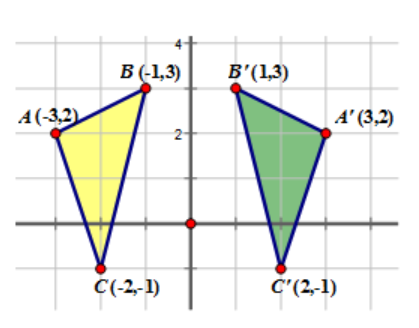 4
B (-1,3)
B′(1,3)
A (-3,2)
A′(3,2)
2
C (-2,-1)
C′(2,-1)